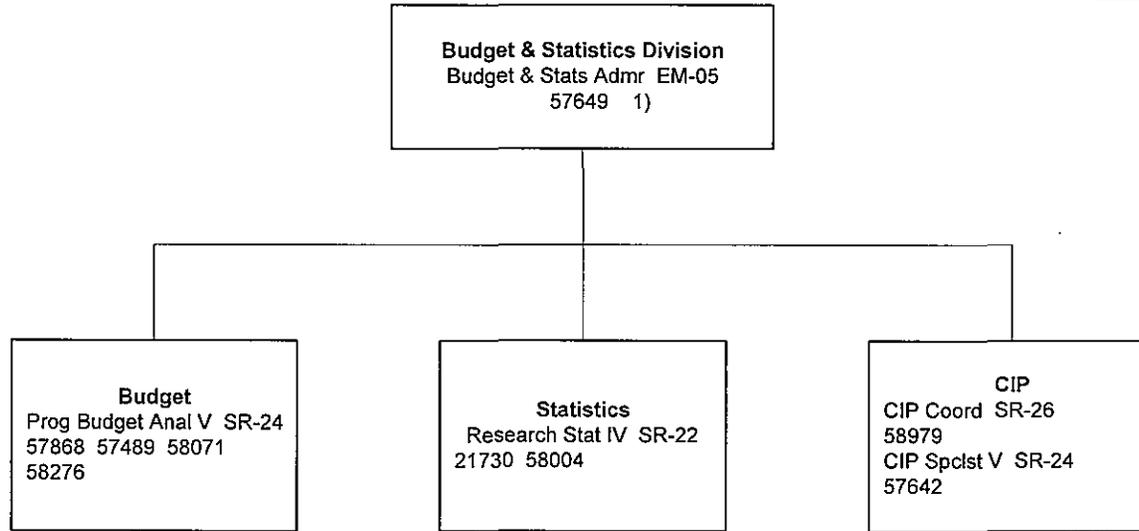 Budget & Statistics Division
Budget & Stats Admr EM-05
57649 1)
Budget
Prog Budget Anal V SR-24
57868 57489 58071
58276
Statistics
Research Stat IV SR-22
21730 58004
CIP
CIP Coord SR-26
58979
CIP Spclst V SR-24
57642